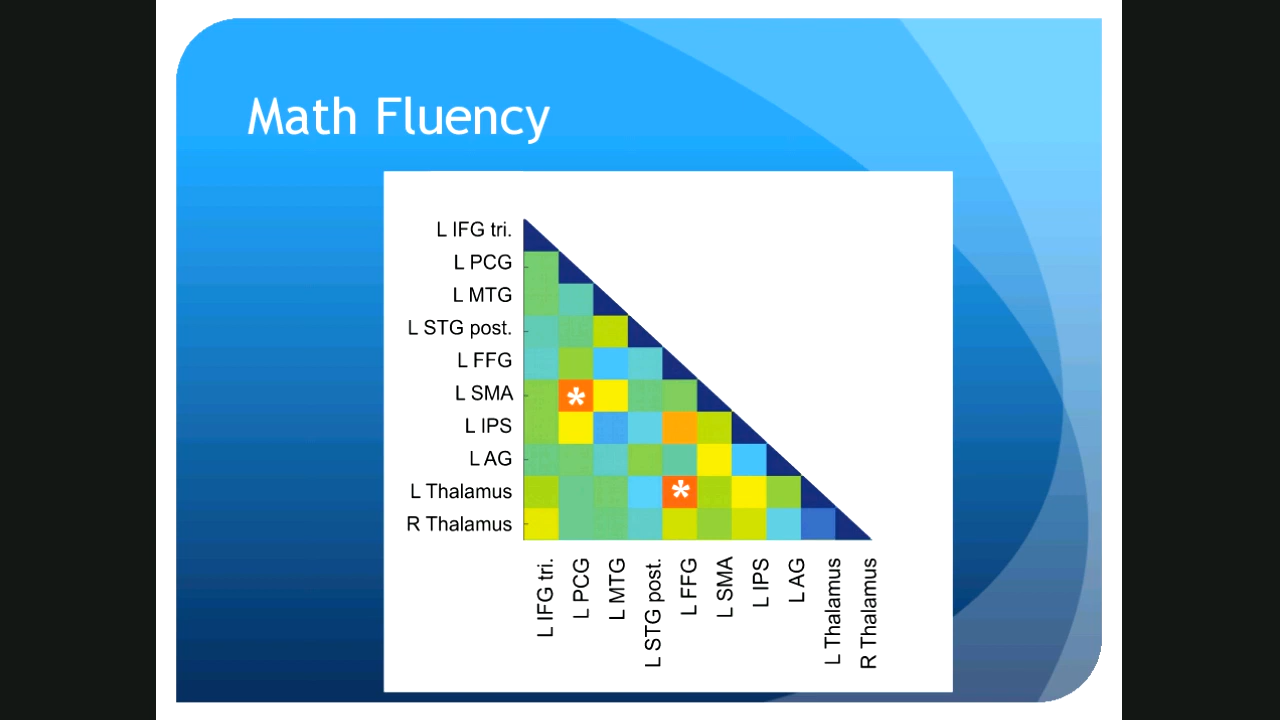 Math Fluency
L IFG tri.
L PCG
L MTG
L STG post.
L FFG
L SMA
*
L IPS
L AG
L Thalamus
*
R Thalamus
L IFG tri.
L PCG
L MTG
L STG post.
L FFG
L SMA
L IPS
L AG
L Thalamus
R Thalamus